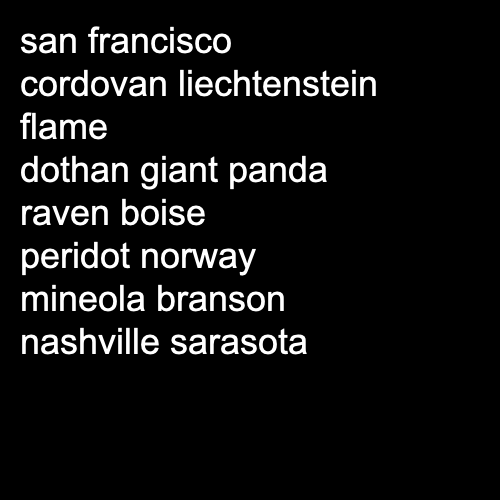 san francisco
cordovan liechtenstein
flame
dothan giant panda
raven boise
peridot norway
mineola branson
nashville sarasota